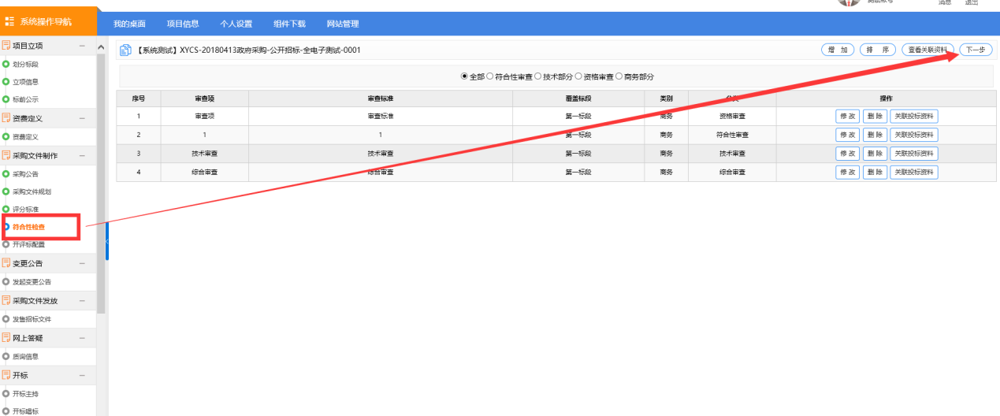 测试帐号 消息 退出
系统操作导航
我的桌面 项目信息 个人设置 组件下载 网站管理
项目立项
划分标段
立项信息
标前公示
资费定义
资费定义
采购文件制作
采购公告
采购文件规划
评分标准
符合性检查
开评标配置
变更公告
发起变更公告
采购文件发放
发售招标文件
网上答疑
质询信息
开标
开标主持
开标唱标
【系统测试】XYCS-20180413政府采购-公开招标-全电子测试-0001
增 加 排 序 查看关联资料 下一步
全部 符合性审查 技术部分 资格审查 商务部分
序号 审查项 审查标准 覆盖标段 类别 操作
1 审查项 审查标准 第一标段 商务 资格审查 修 改 删 除 关联投标资料
2 1 1 第一标段 商务 符合性审查 修 改 删 除 关联投标资料
3 技术审查 技术审查 第一标段 商务 技术审查 修 改 删 除 关联投标资料
4 综合审查 综合审查 第一标段 商务 综合审查 修 改 删 除 关联投标资料